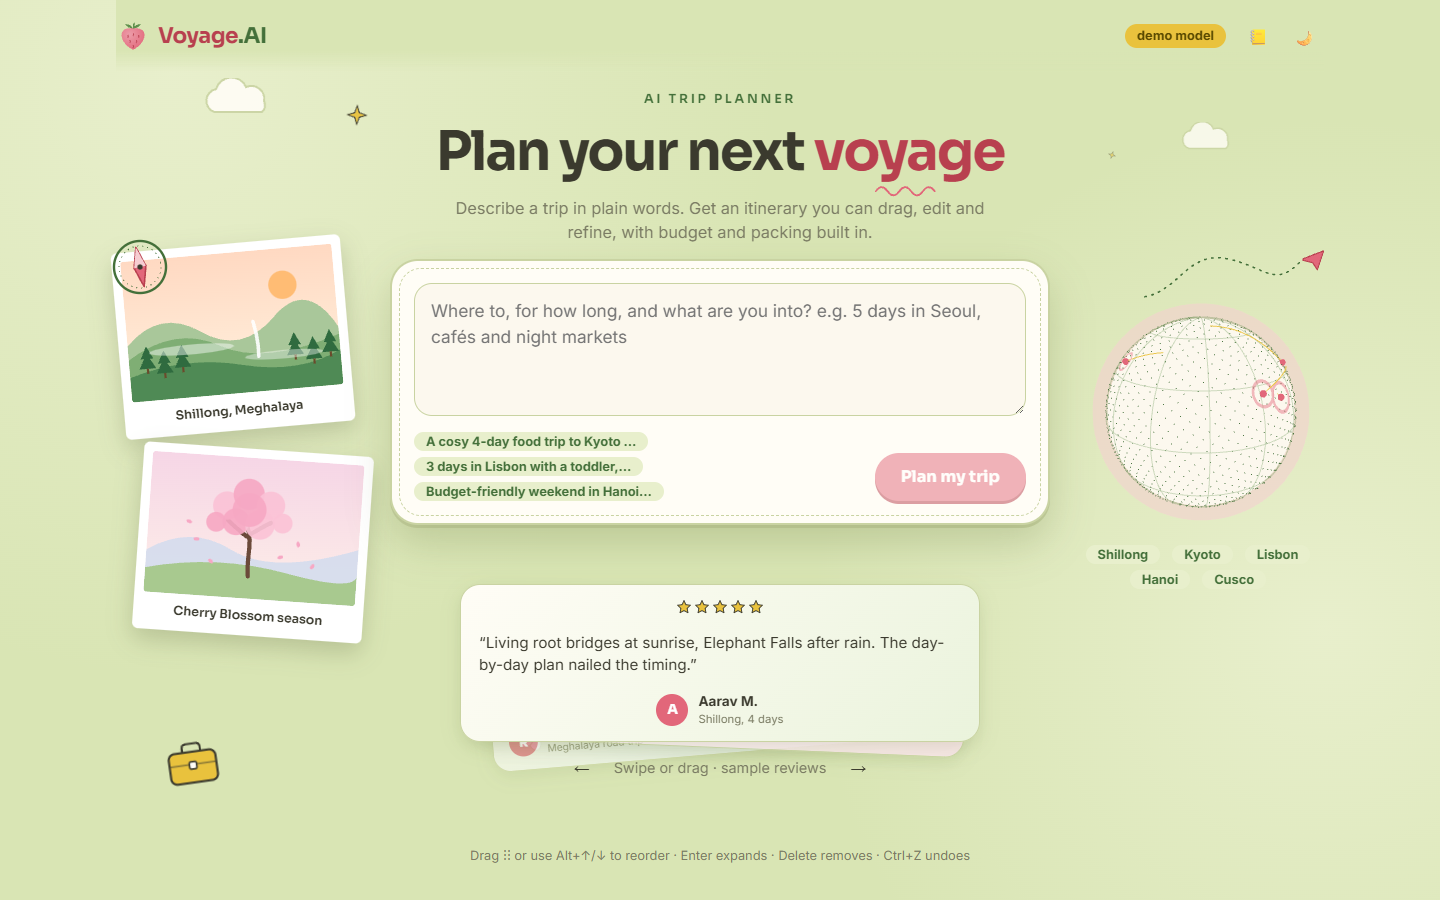 Voyage.AI
demo model
AI TRIP PLANNER
Plan your next voyage
Describe a trip in plain words. Get an itinerary you can drag, edit and
refine, with budget and packing built in.
Where to, for how long, and what are you into? e.g. 5 days in Seoul,
cafés and night markets
A cosy 4-day food trip to Kyoto ...
3 days in Lisbon with a toddler,...
Budget-friendly weekend in Hanoi...
Plan my trip
Shillong, Meghalaya
Cherry Blossom season
Shillong
Kyoto
Lisbon
Hanoi
Cusco
“Living root bridges at sunrise, Elephant Falls after rain. The day-
by-day plan nailed the timing.”
A
Aarav M.
Shillong, 4 days
Meghalaya
← Swipe or drag · sample reviews →
Drag ⠿ or use Alt+↑/↓ to reorder · Enter expands · Delete removes · Ctrl+Z undoes